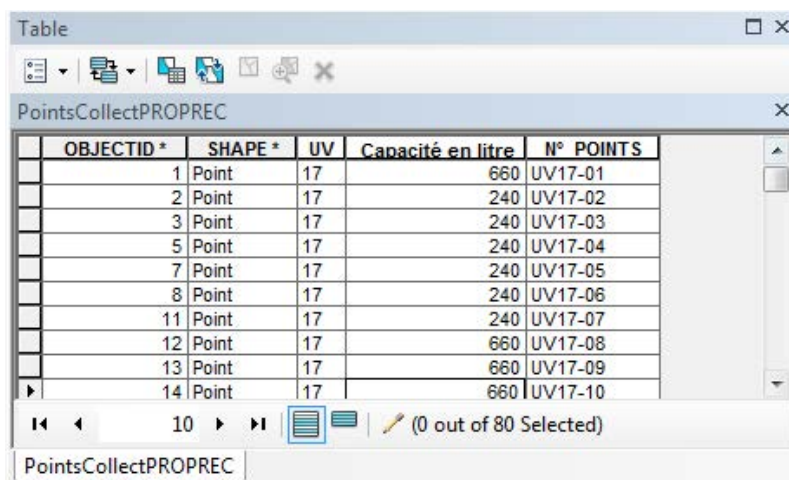 Table
PointsCollectPROPREC
OBJECTID * SHAPE * UV Capacité en litre N° POINTS
1 Point 17 660 UV17-01
2 Point 17 240 UV17-02
3 Point 17 240 UV17-03
5 Point 17 240 UV17-04
7 Point 17 240 UV17-05
8 Point 17 240 UV17-06
11 Point 17 240 UV17-07
12 Point 17 660 UV17-08
13 Point 17 660 UV17-09
14 Point 17 660 UV17-10
10 (0 out of 80 Selected)
PointsCollectPROPREC